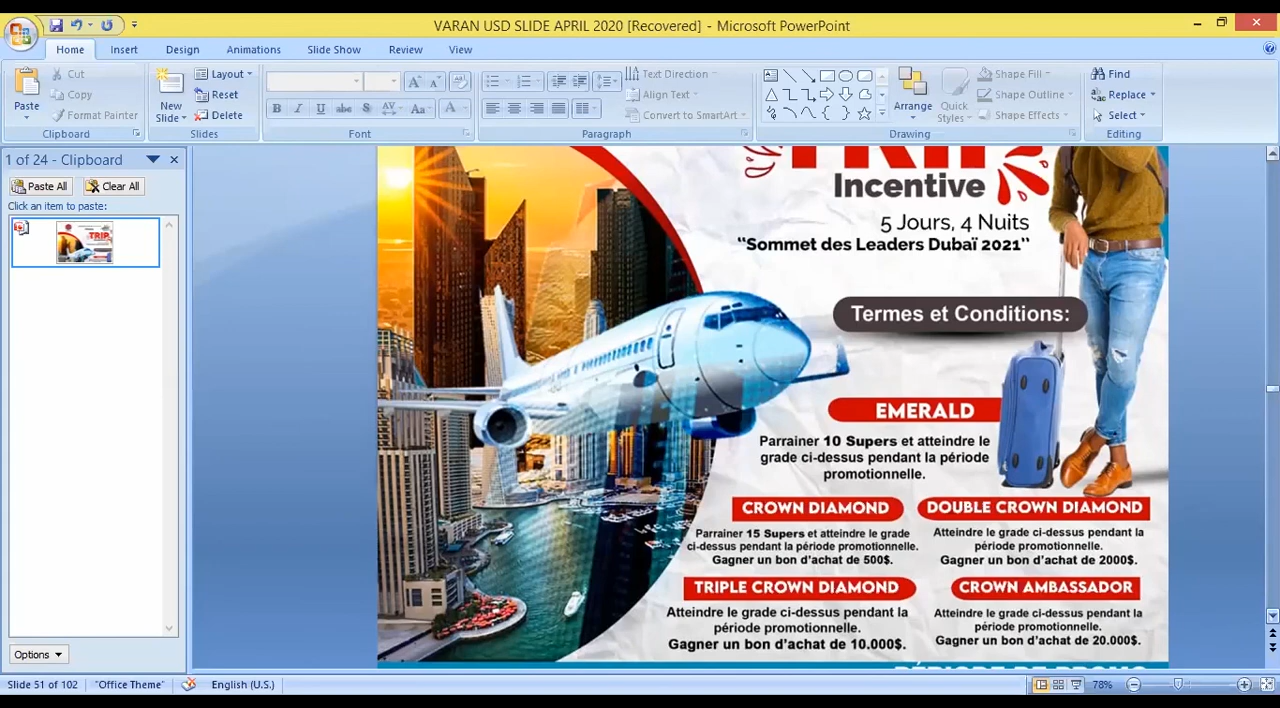 VARAN USD SLIDE APRIL 2020 [Recovered] - Microsoft PowerPoint
Home Insert Design Animations Slide Show Review View
Cut
Copy
Format Painter
Paste
Clipboard
New
Slide
Layout
Reset
Delete
Slides
B I U abc S AV Aa A
Font
Text Direction
Align Text
Convert to SmartArt
Paragraph
Arrange
Quick
Styles
Shape Fill
Shape Outline
Shape Effects
Drawing
Find
Replace
Select
Editing
1 of 24 - Clipboard
Paste All Clear All
Click an item to paste:
TRIP
TRIP
Incentive
5 Jours, 4 Nuits
"Sommet des Leaders Dubaï 2021"
Termes et Conditions:
EMERALD
Parrainer 10 Supers et atteindre le
grade ci-dessus pendant la période
promotionnelle.
CROWN DIAMOND
Parrainer 15 Supers et atteindre le grade
ci-dessus pendant la période promotionnelle.
Gagner un bon d'achat de 500$.
DOUBLE CROWN DIAMOND
Atteindre le grade ci-dessus pendant la
période promotionnelle.
Gagner un bon d'achat de 2000$.
TRIPLE CROWN DIAMOND
Atteindre le grade ci-dessus pendant la
période promotionnelle.
Gagner un bon d'achat de 10.000$.
CROWN AMBASSADOR
Atteindre le grade ci-dessus pendant la
période promotionnelle.
Gagner un bon d'achat de 20.000$.
PÉRIODE DE PROMO
Options
Slide 51 of 102 "Office Theme" English (U.S.) 78%